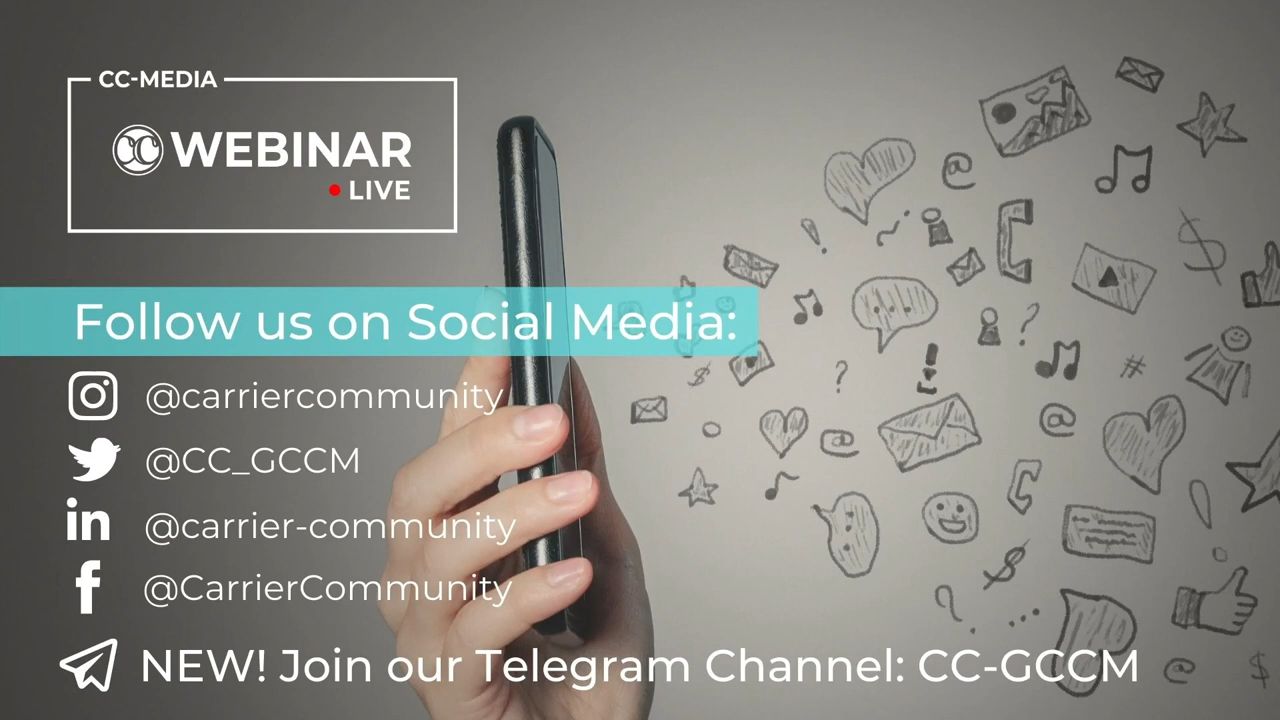 CC-MEDIA
WEBINAR
LIVE
Follow us on Social Media:
@carriercommunity
@CC_GCCM
in @carrier-community
f @CarrierCommunity
NEW! Join our Telegram Channel: CC-GCCM